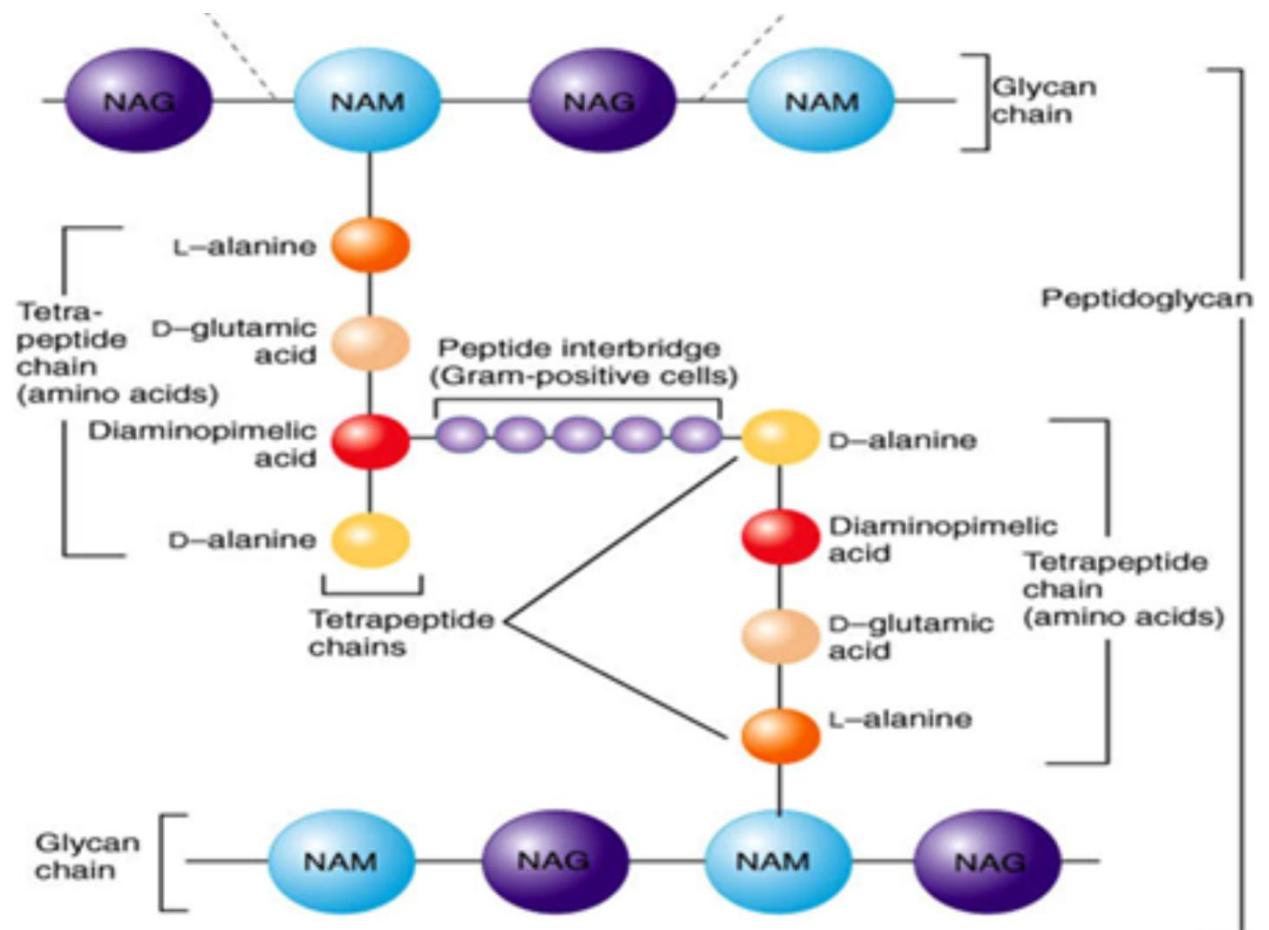 NAG
NAM
NAG
NAM
Glycan
chain
L–alanine
Tetra-
peptide
chain
(amino acids)
D–glutamic
acid
Peptidoglycan
Peptide interbridge
(Gram-positive cells)
Diaminopimelic
acid
D–alanine
D–alanine
Diaminopimelic
acid
Tetrapeptide
chain
(amino acids)
Tetrapeptide
chains
D–glutamic
acid
L–alanine
Glycan
chain
NAM
NAG
NAM
NAG